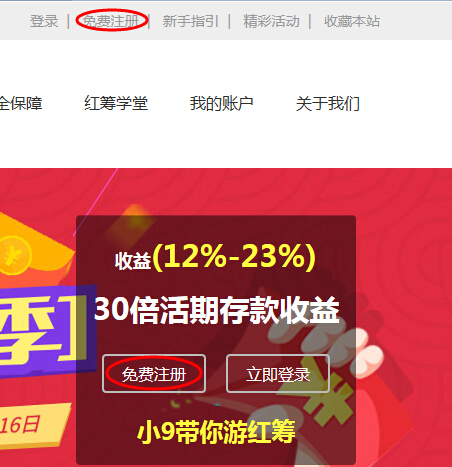 登录 | 免费注册 | 新手指引 | 精彩活动 | 收藏本站
全保障 红筹学堂 我的账户 关于我们
收益(12%-23%)
30倍活期存款收益
季
免费注册 立即登录
16日
小9带你游红筹